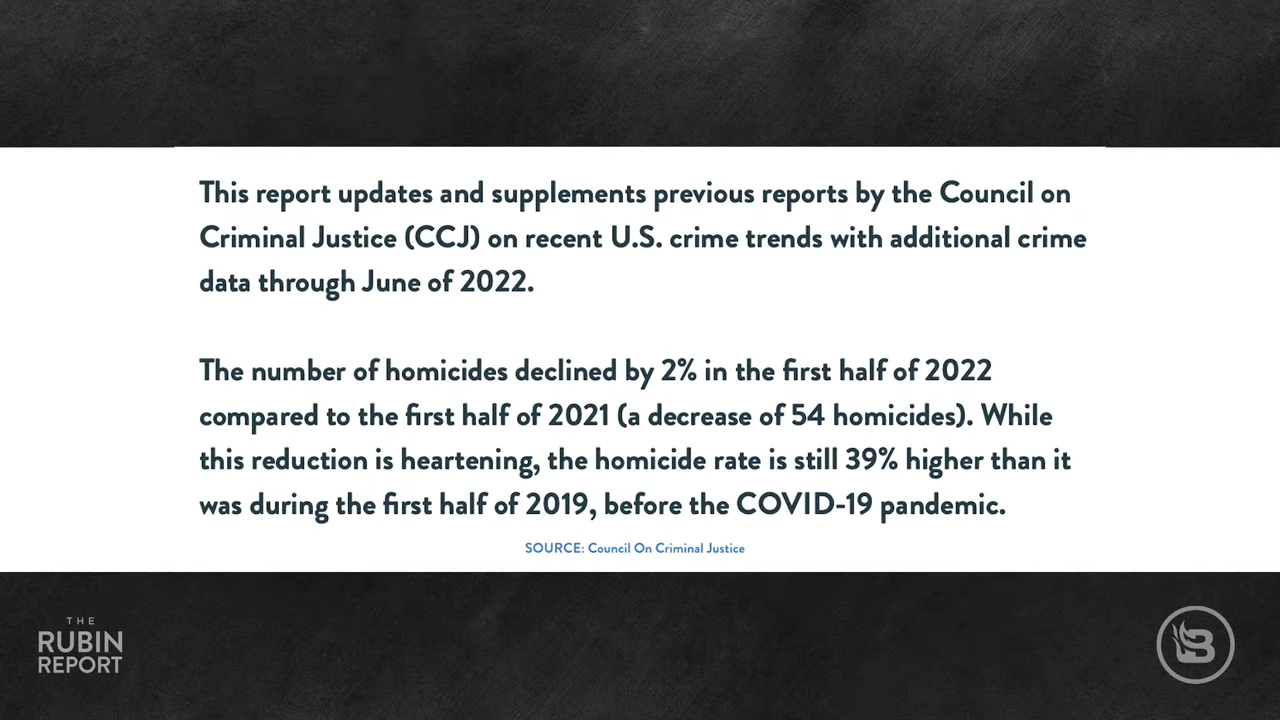 This report updates and supplements previous reports by the Council on
Criminal Justice (CCJ) on recent U.S. crime trends with additional crime
data through June of 2022.
The number of homicides declined by 2% in the first half of 2022
compared to the first half of 2021 (a decrease of 54 homicides). While
this reduction is heartening, the homicide rate is still 39% higher than it
was during the first half of 2019, before the COVID-19 pandemic.
SOURCE: Council On Criminal Justice
THE
RUBIN
REPORT
B